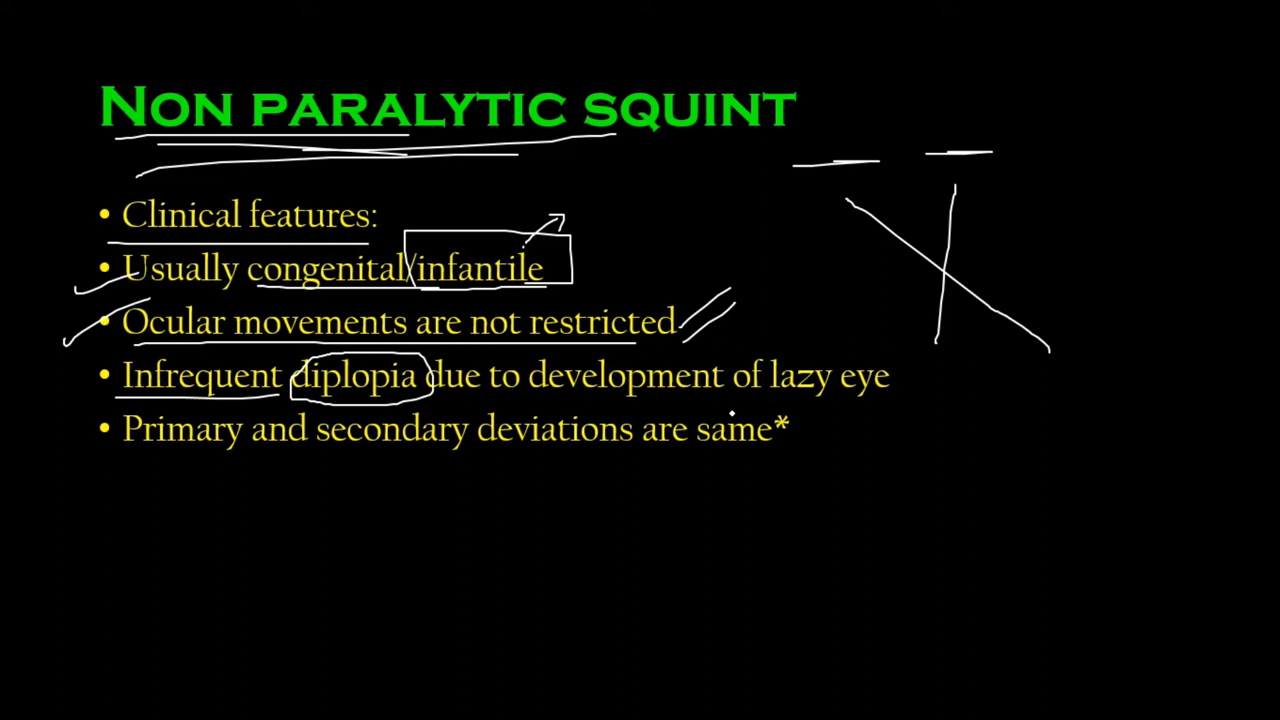 NON PARALYTIC SQUINT
• Clinical features:
• Usually congenital/infantile
• Ocular movements are not restricted
• Infrequent diplopia due to development of lazy eye
• Primary and secondary deviations are same*